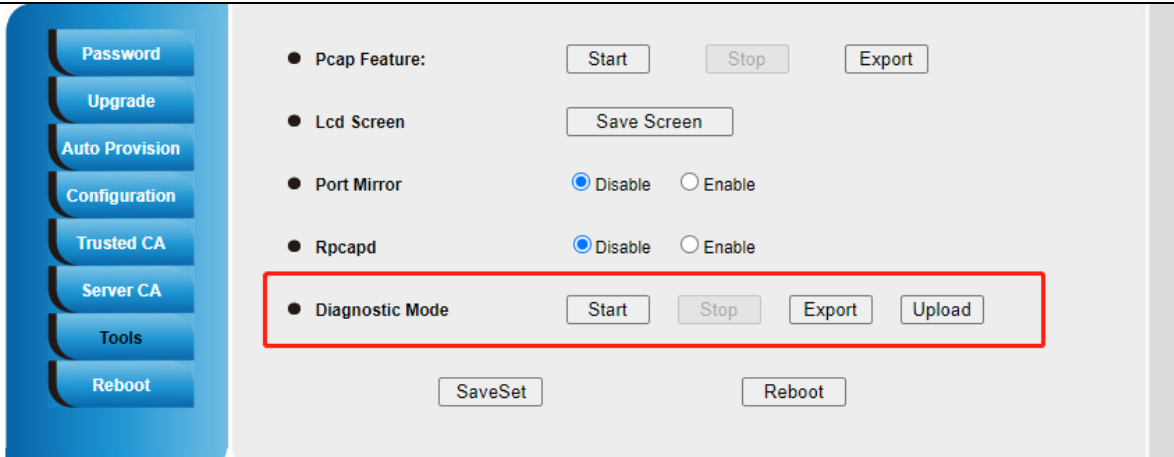 Password
Upgrade
Auto Provision
Configuration
Trusted CA
Server CA
Tools
Reboot
Pcap Feature: Start Stop Export
Lcd Screen Save Screen
Port Mirror Disable Enable
Rpcapd Disable Enable
Diagnostic Mode Start Stop Export Upload
SaveSet Reboot